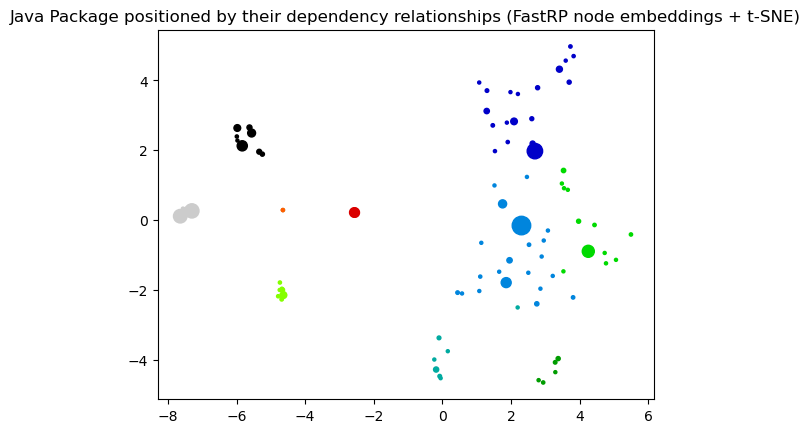 Java Package positioned by their dependency relationships (FastRP node embeddings + t-SNE)
4
2
0
−2
−4
−8 −6 −4 −2 0 2 4 6